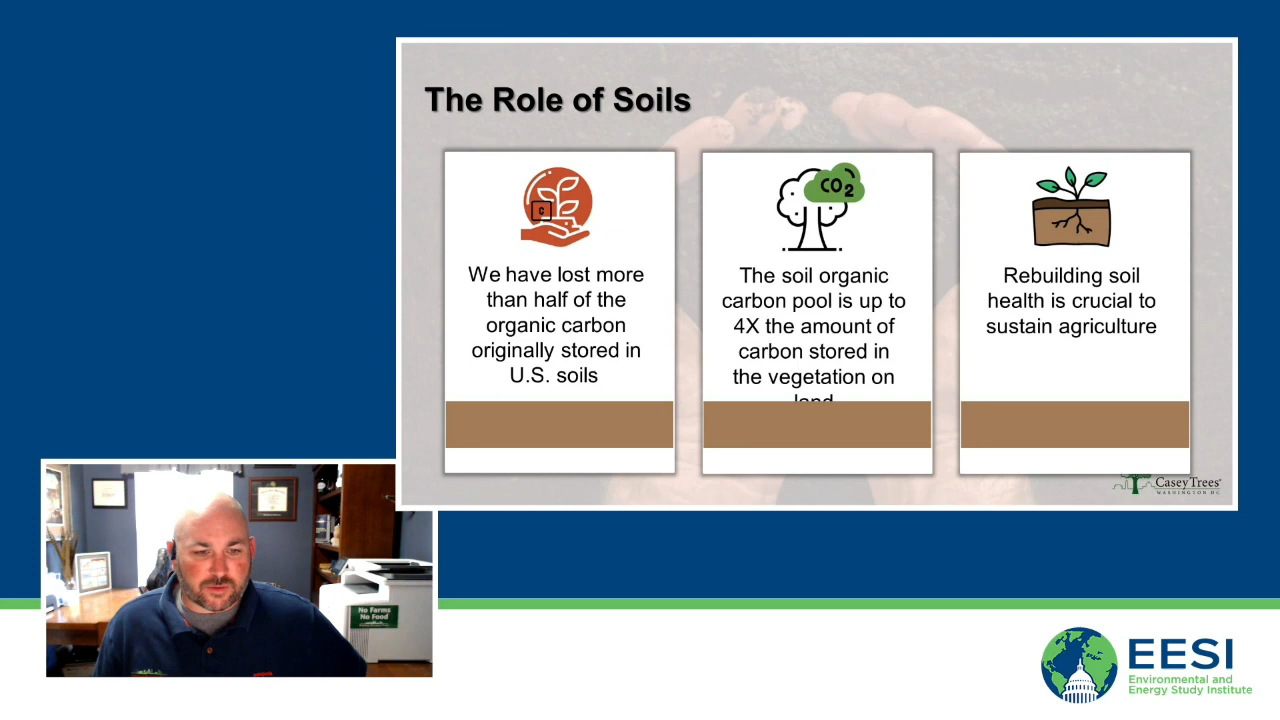 The Role of Soils
C
We have lost more
than half of the
organic carbon
originally stored in
U.S. soils
CO2
The soil organic
carbon pool is up to
4X the amount of
carbon stored in
the vegetation on
land
Rebuilding soil
health is crucial to
sustain agriculture
Casey Trees®
WASHINGTON DC
No Farms
No Food
EESI
Environmental and
Energy Study Institute